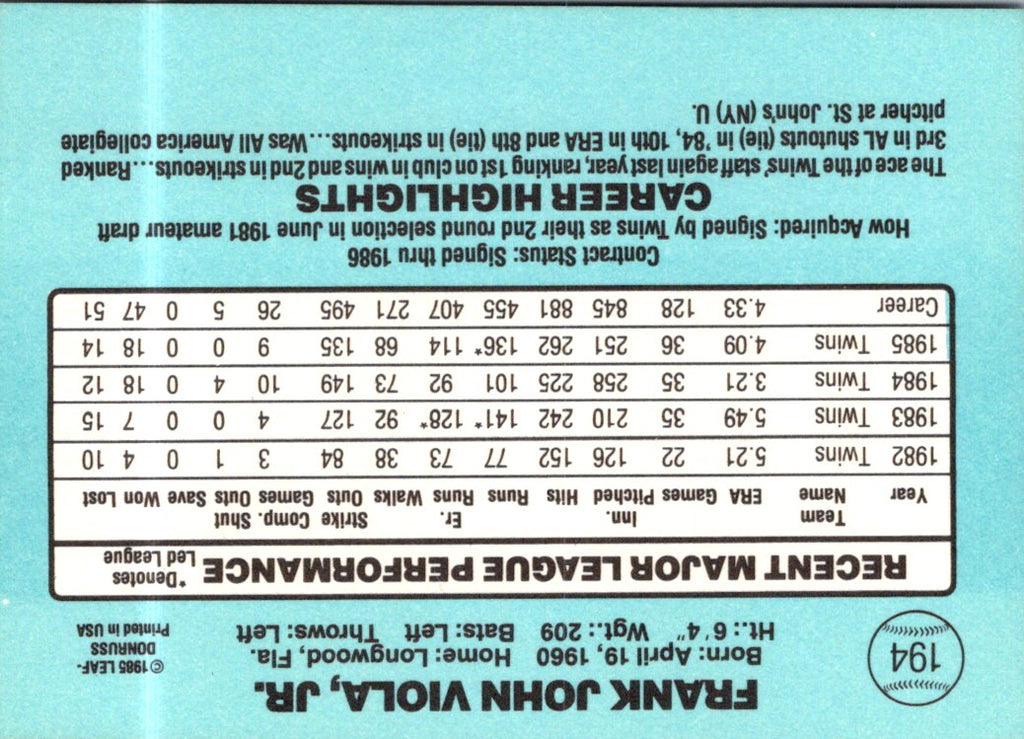 194
FRANK JOHN VIOLA, JR.
Born: April 19, 1960 Home: Longwood, Fla.
Ht.: 6'4" Wgt.: 209 Bats: Left Throws: Left
© 1985 LEAF-
DONRUSS
Printed in USA
RECENT MAJOR LEAGUE PERFORMANCE
*Denotes
Led League
Year Team Name ERA Games Inn. Pitched Hits Runs Er. Runs Walks Strike Outs Comp. Games Shut Outs Save Won Lost
1982 Twins 5.21 22 126 152 77 73 38 84 3 1 0 4 10
1983 Twins 5.49 35 210 242 141* 128* 92 127 4 0 0 7 15
1984 Twins 3.21 35 258 225 101 92 73 149 10 4 0 18 12
1985 Twins 4.09 36 251 262 136* 114 68 135 9 0 0 18 14
Career 4.33 128 845 881 455 407 271 495 26 5 0 47 51
Contract Status: Signed thru 1986
How Acquired: Signed by Twins as their 2nd round selection in June 1981 amateur draft
CAREER HIGHLIGHTS
The ace of the Twins' staff again last year, ranking 1st on club in wins and 2nd in strikeouts...Ranked
3rd in AL shutouts (tie) in '84, 10th in ERA and 8th (tie) in strikeouts...Was All America collegiate
pitcher at St. John's (NY) U.